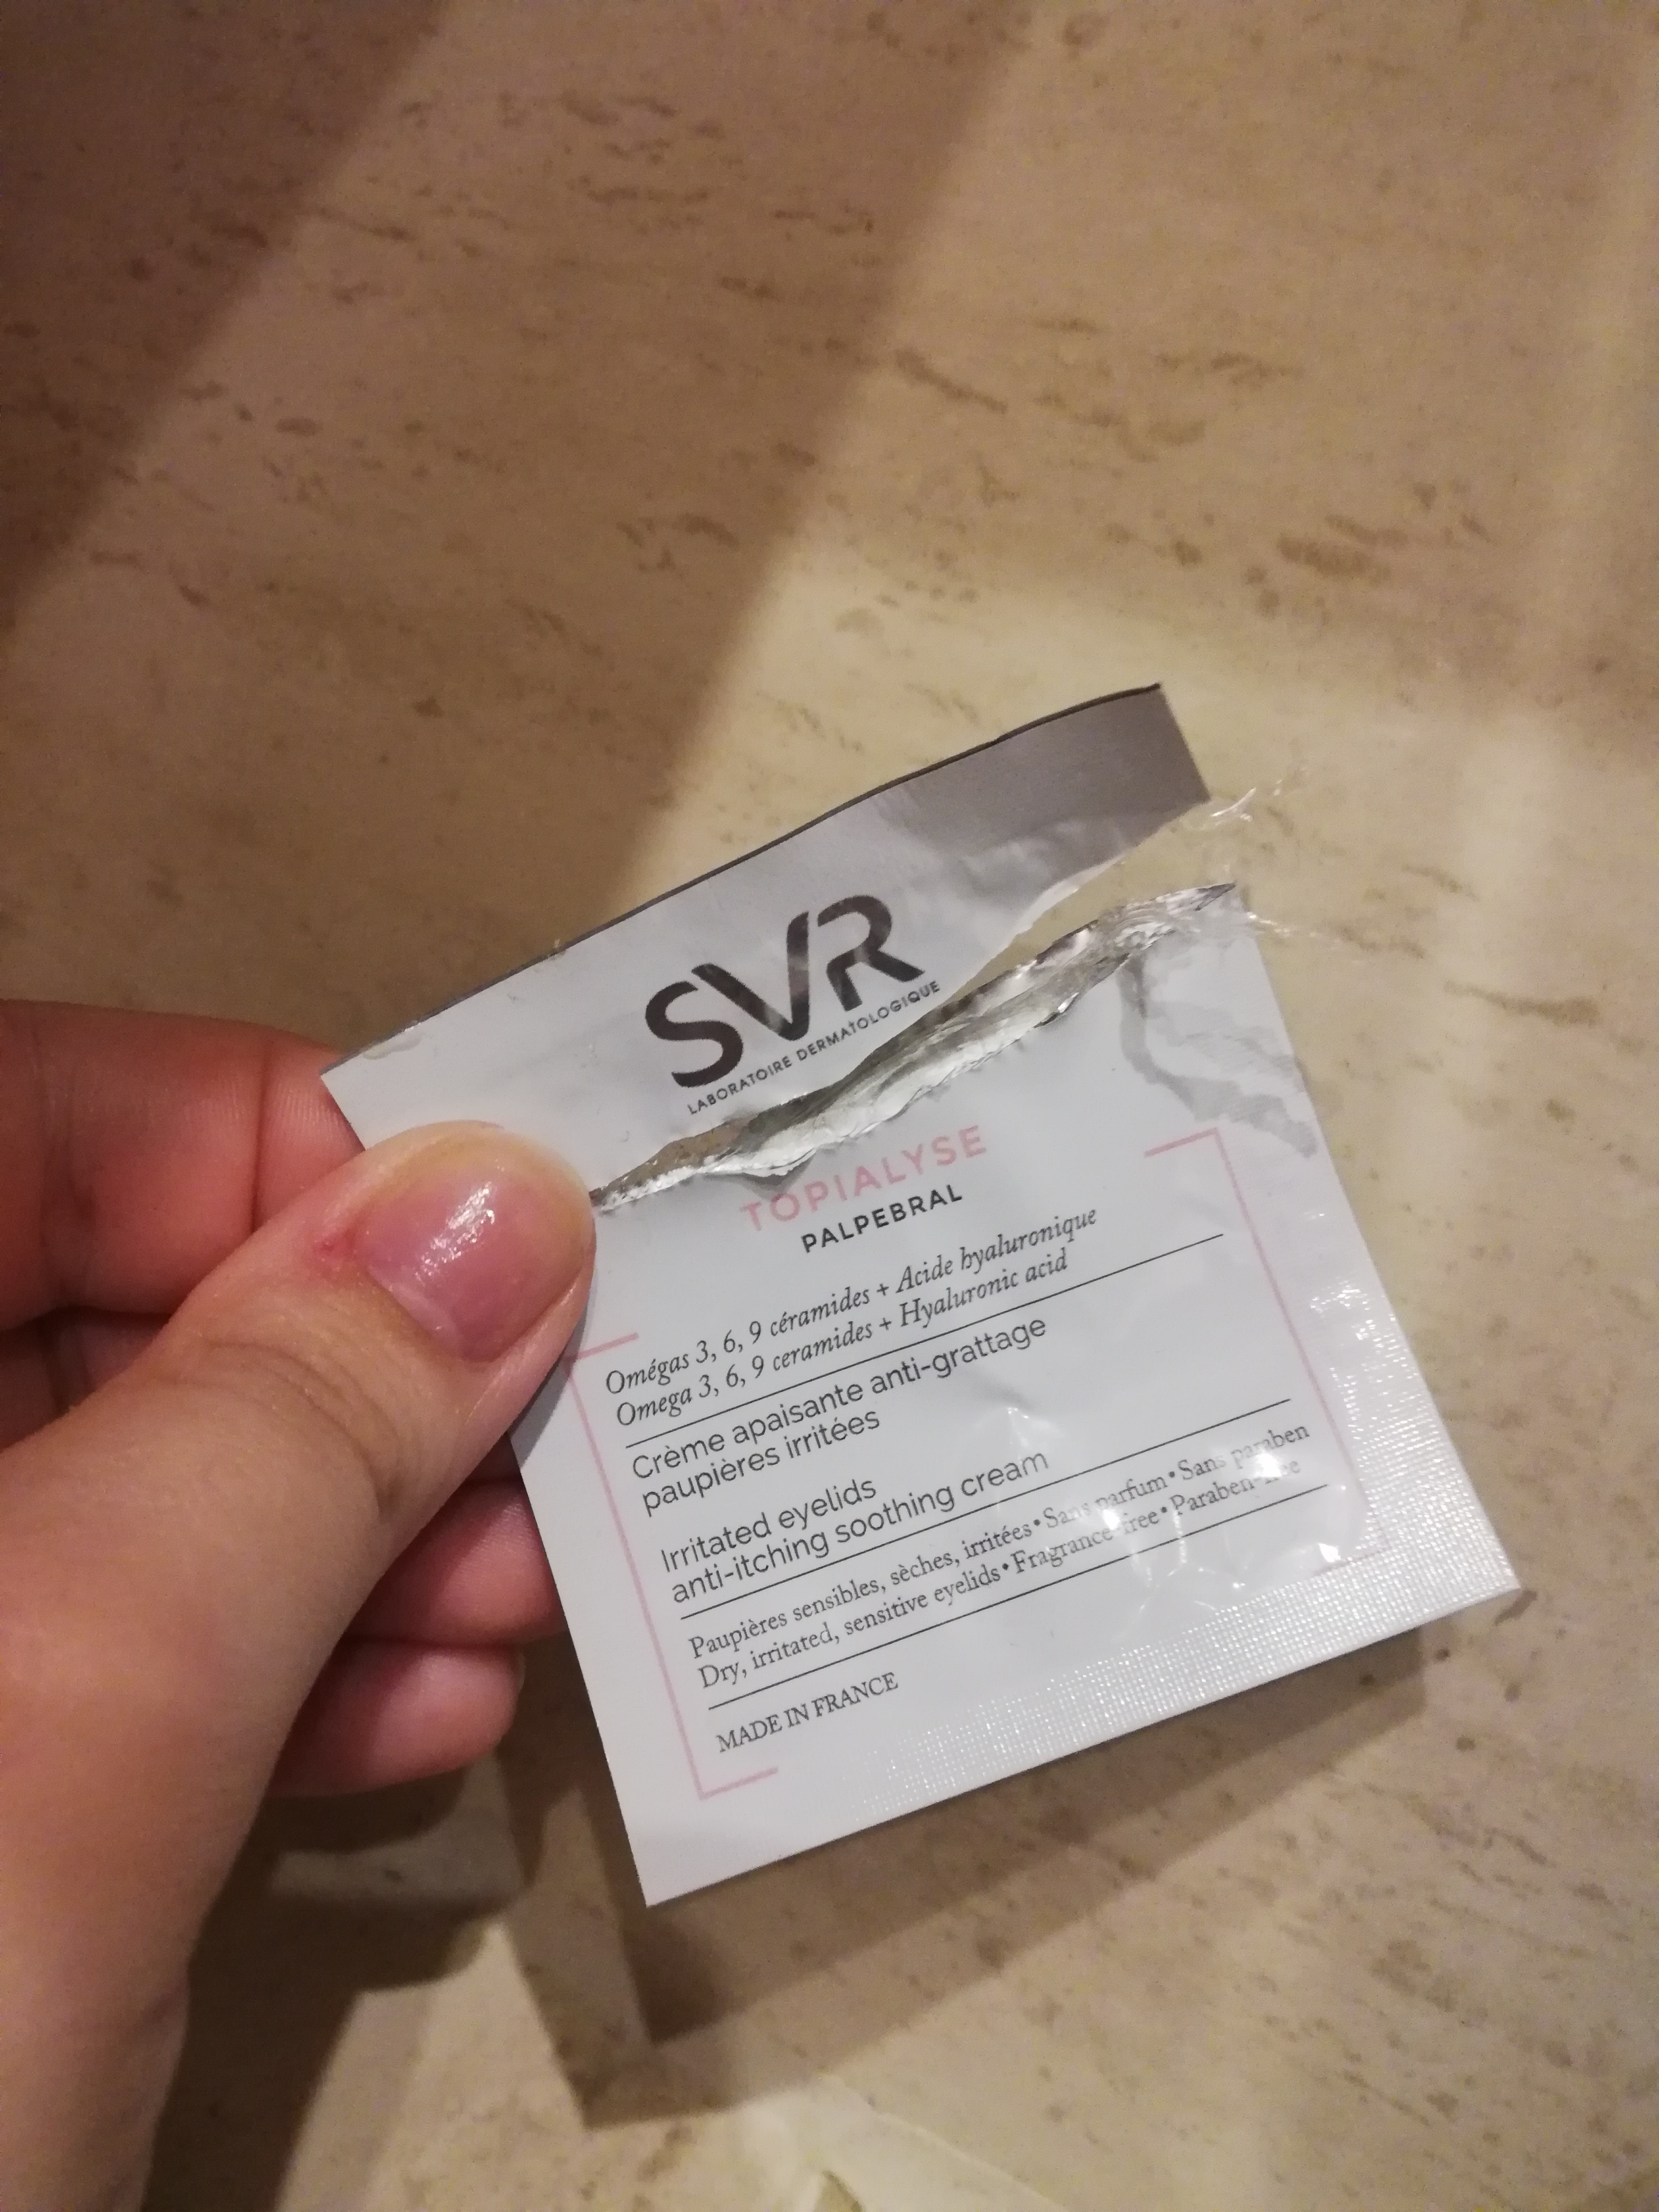 SVR
LABORATOIRE DERMATOLOGIQUE
TOPIALYSE
PALPEBRAL
Omégas 3, 6, 9 céramides + Acide hyaluronique
Omega 3, 6, 9 ceramides + Hyaluronic acid
Crème apaisante anti-grattage
paupières irritées
Irritated eyelids
anti-itching soothing cream
Paupières sensibles, sèches, irritées • Sans parfum • Sans paraben
Dry, irritated, sensitive eyelids • Fragrance-free • Paraben-free
MADE IN FRANCE